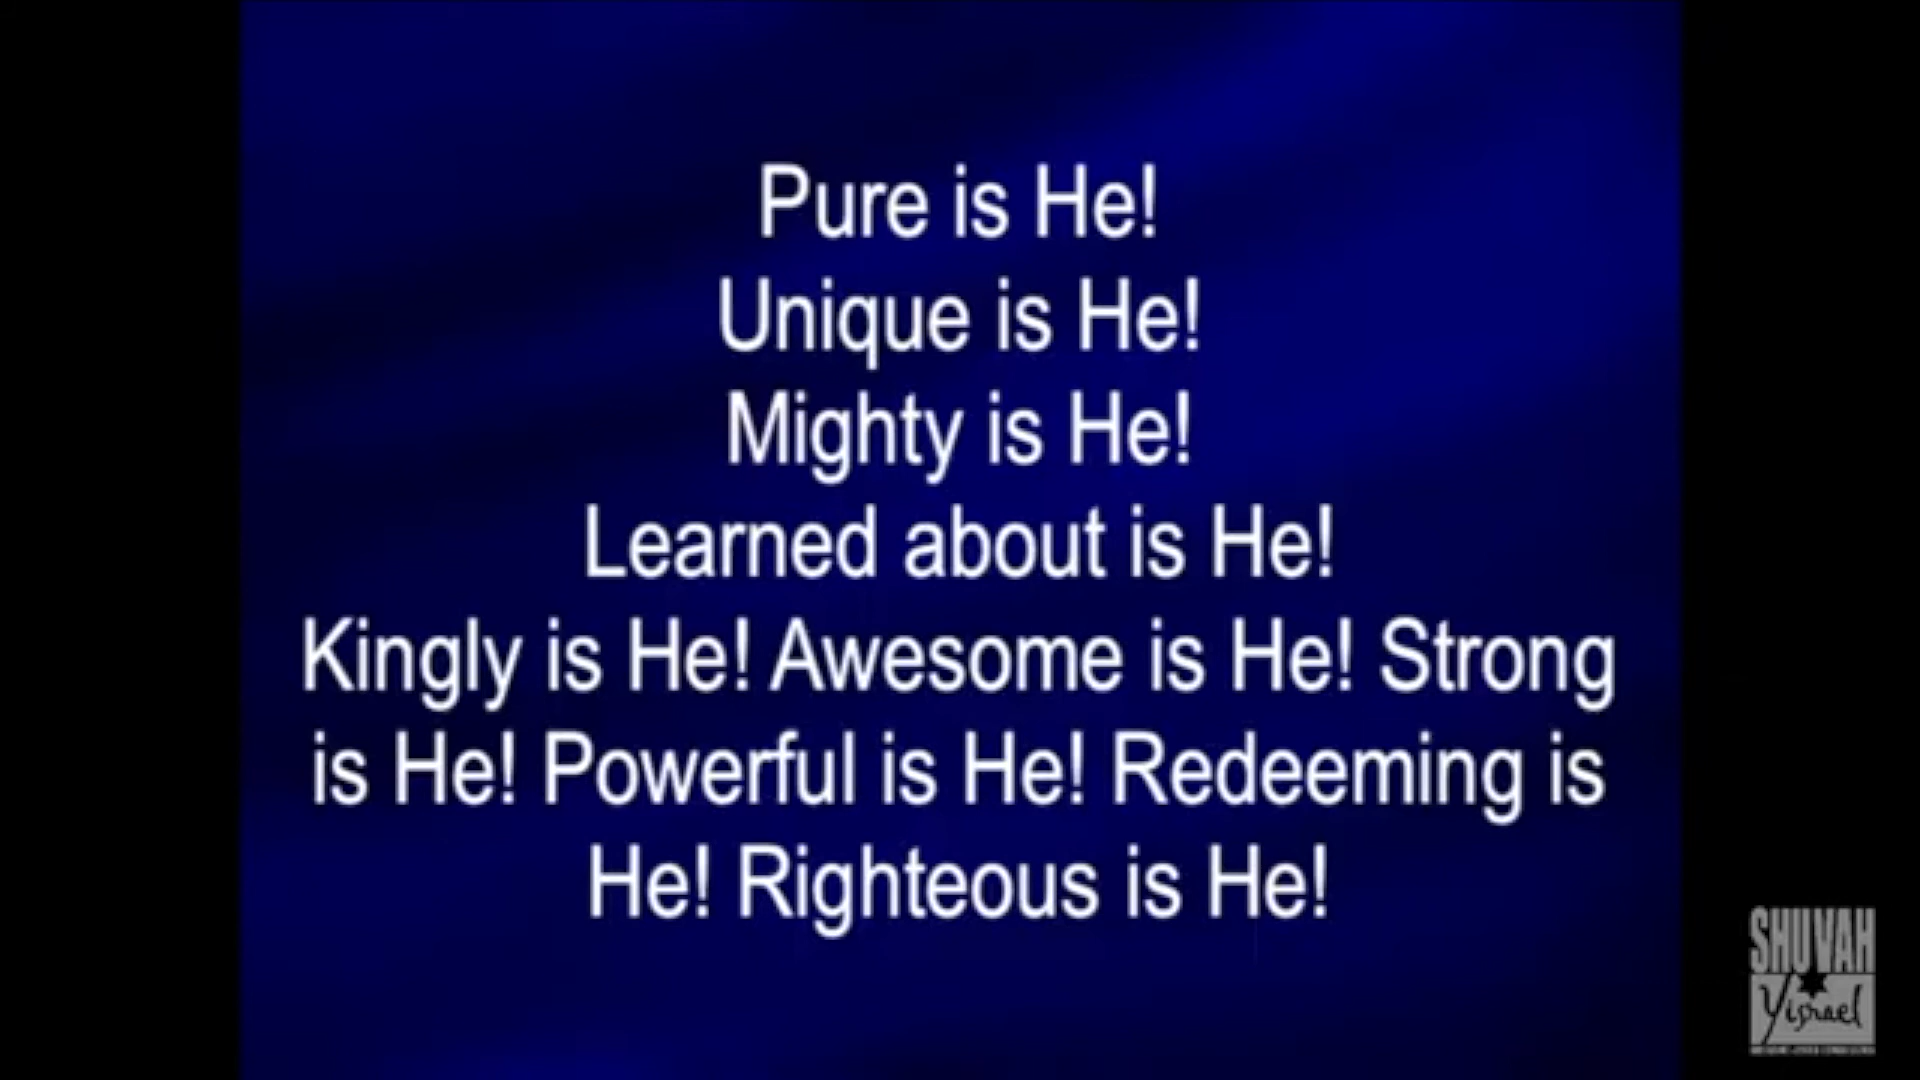 Pure is He!
Unique is He!
Mighty is He!
Learned about is He!
Kingly is He! Awesome is He! Strong
is He! Powerful is He! Redeeming is
He! Righteous is He!
SHUVAH
Yisrael